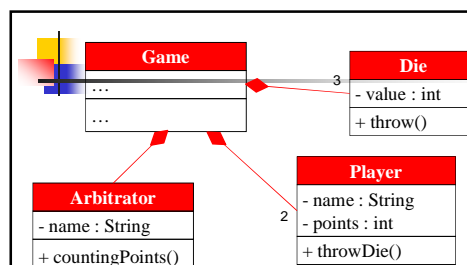 Game
…
…
3
Die
- value : int
+ throw()
Arbitrator
- name : String
+ countingPoints()
2
Player
- name : String
- points : int
+ throwDie()